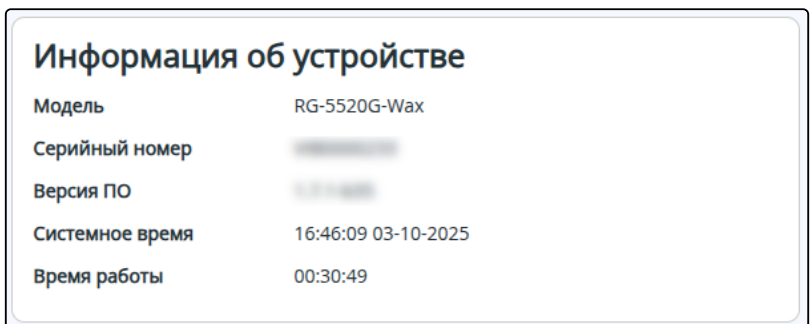 Информация об устройстве
Модель RG-5520G-Wax
Серийный номер
Версия ПО
Системное время 16:46:09 03-10-2025
Время работы 00:30:49